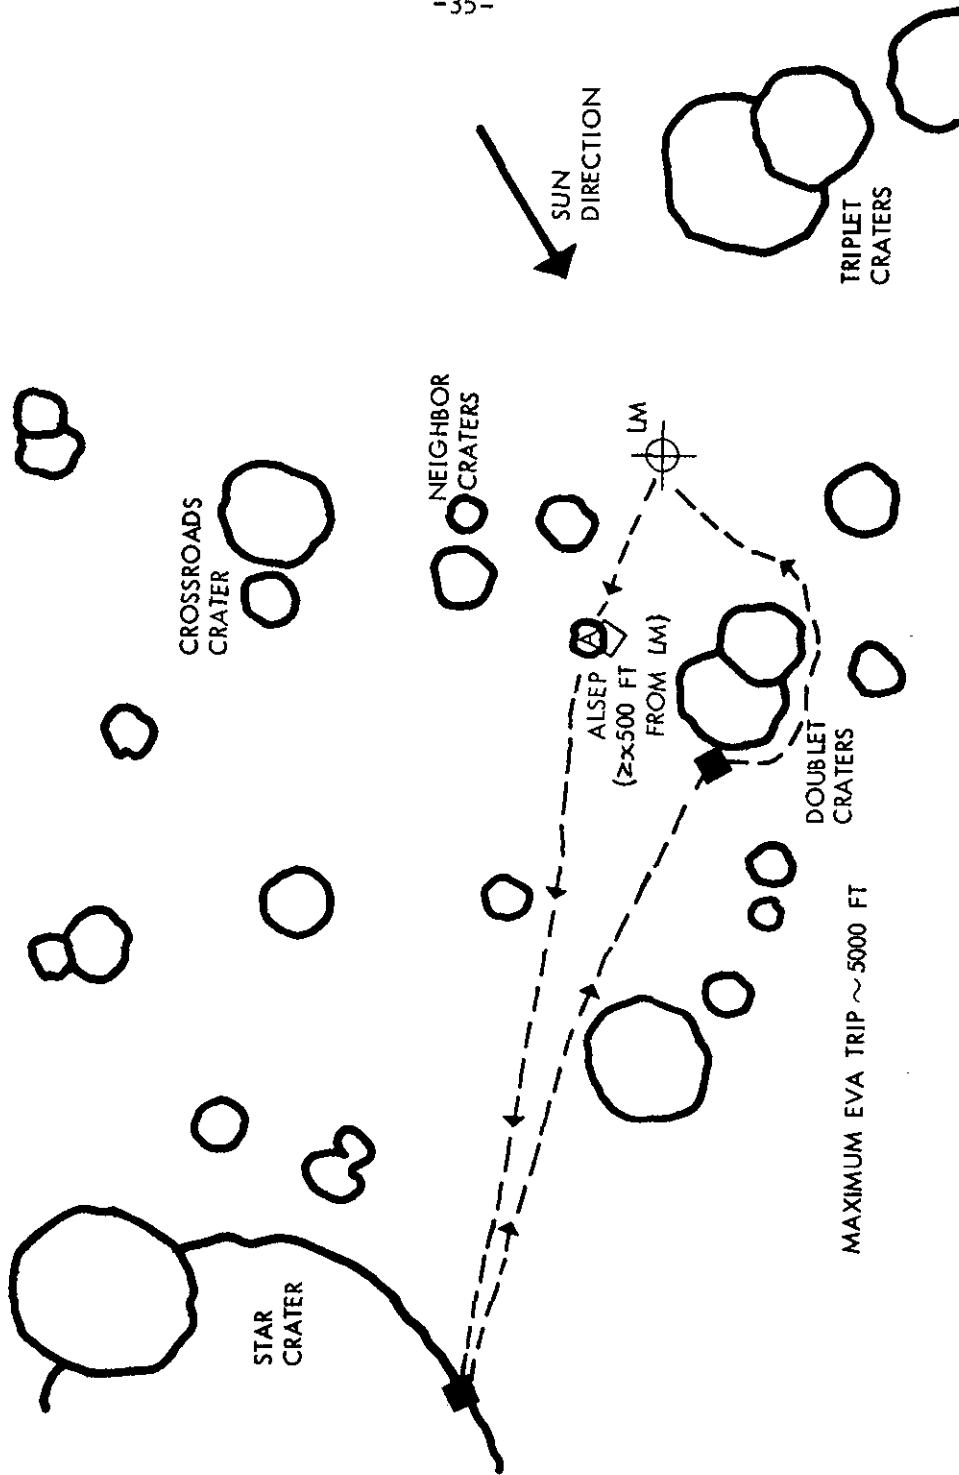 -35-
SUN
DIRECTION
TRIPLET
CRATERS
LM
NEIGHBOR
CRATERS
CROSSROADS
CRATER
A
ALSEP
(≥×500 FT
FROM LM)
DOUBLET
CRATERS
STAR
CRATER
MAXIMUM EVA TRIP ~ 5000 FT